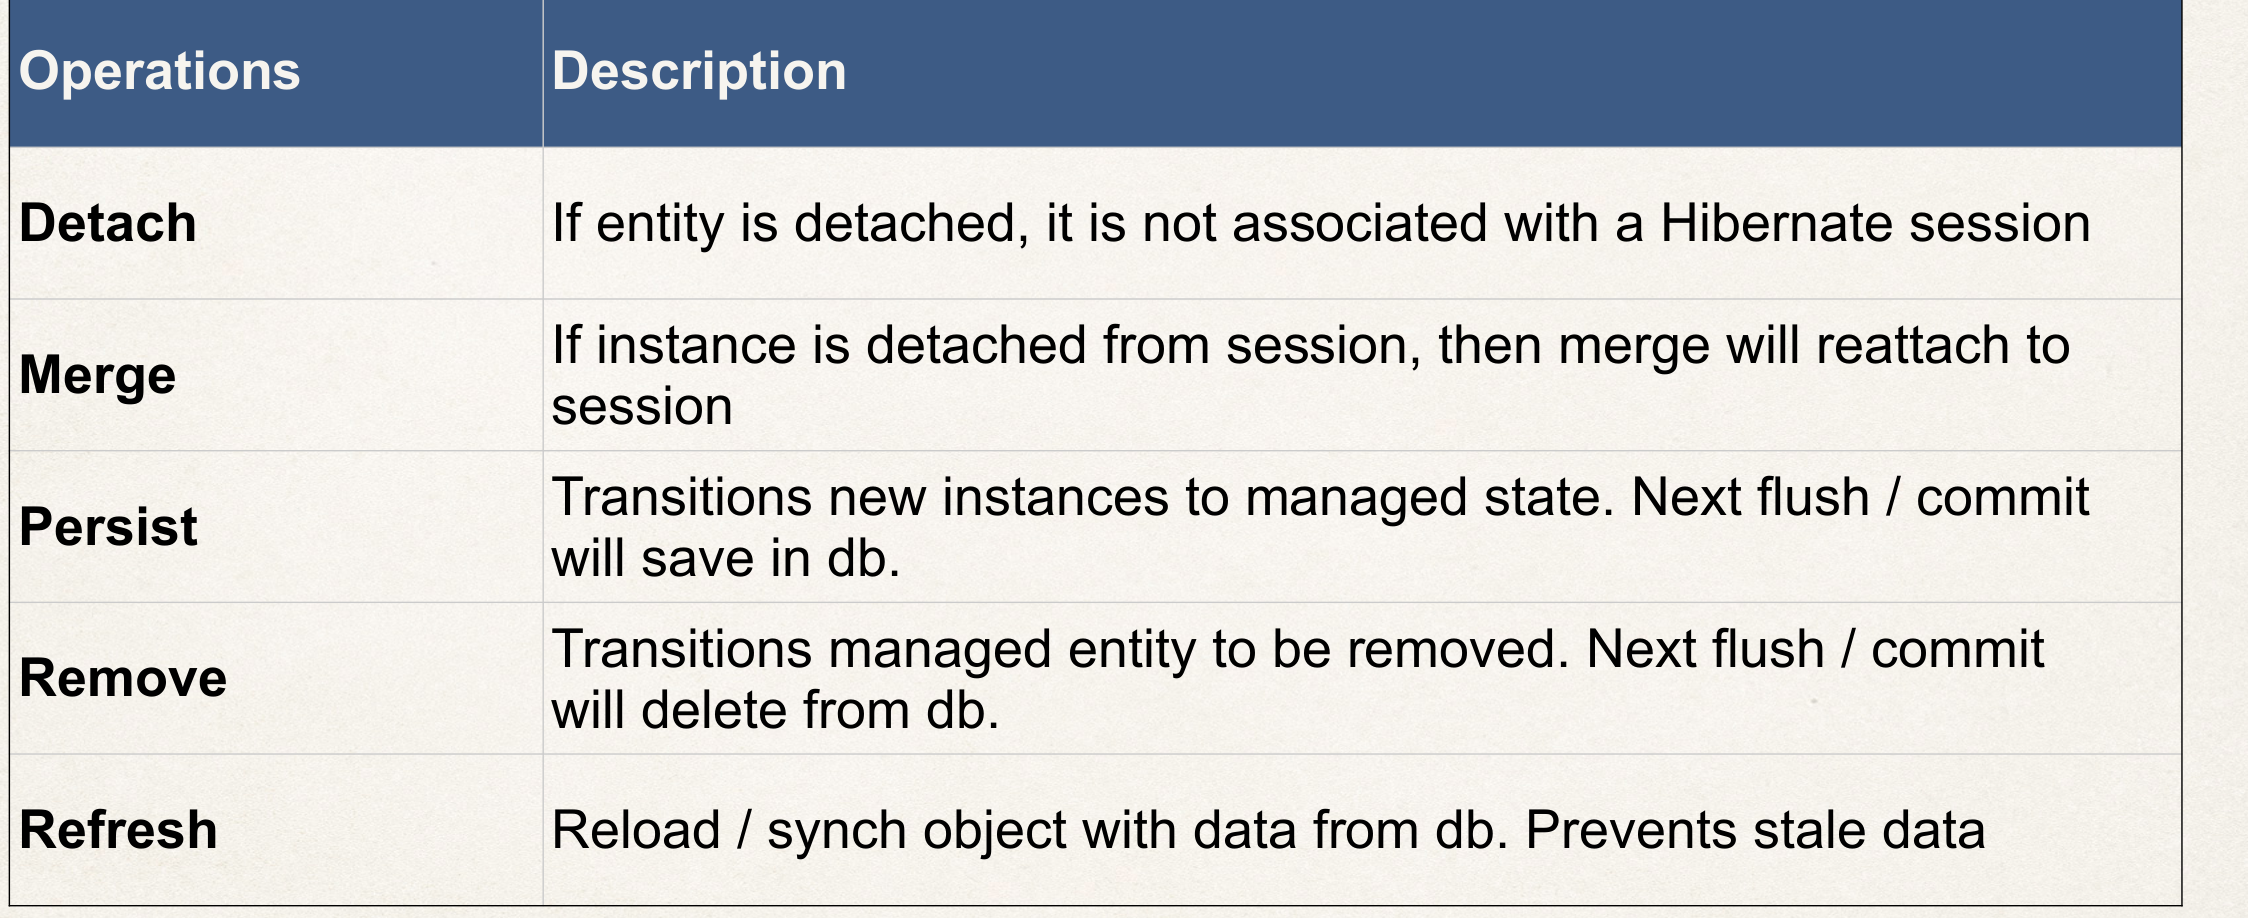 Operations
Description
Detach
If entity is detached, it is not associated with a Hibernate session
Merge
If instance is detached from session, then merge will reattach to
session
Persist
Transitions new instances to managed state. Next flush / commit
will save in db.
Remove
Transitions managed entity to be removed. Next flush / commit
will delete from db.
Refresh
Reload / synch object with data from db. Prevents stale data